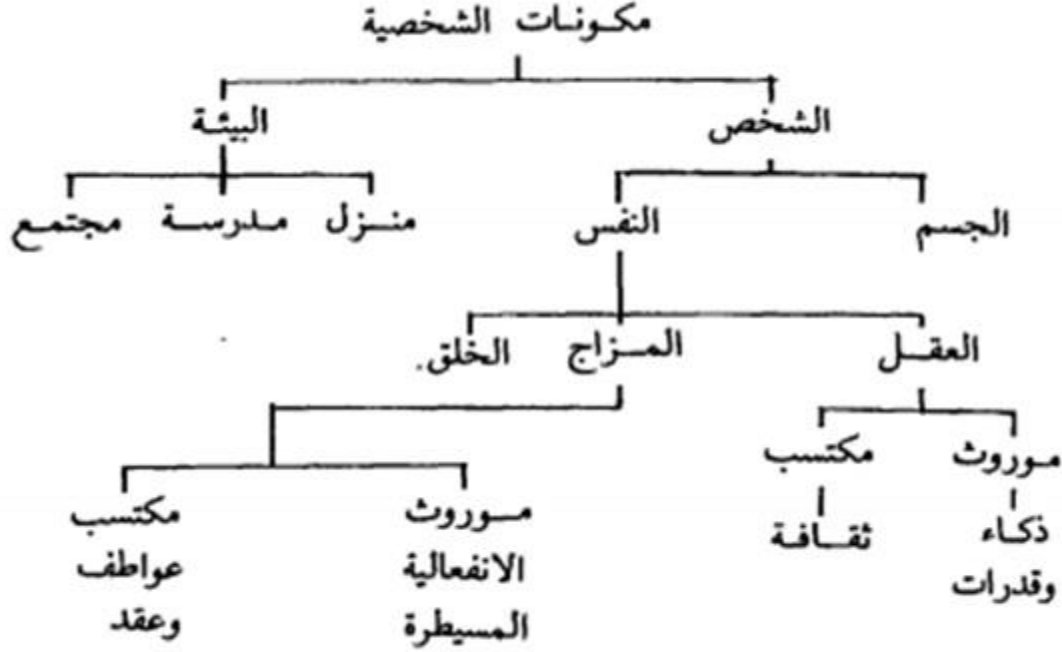 مكونات الشخصية
الشخص
البيئة
الجسم
النفس
منزل
مدرسة
مجتمع
العقل
المزاج
الخلق.
موروث
مكتسب
ذكاء
وقدرات
ثقافة
موروث
الانفعالية
المسيطرة
مكتسب
عواطف
وعقد